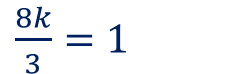 8k/3 = 1